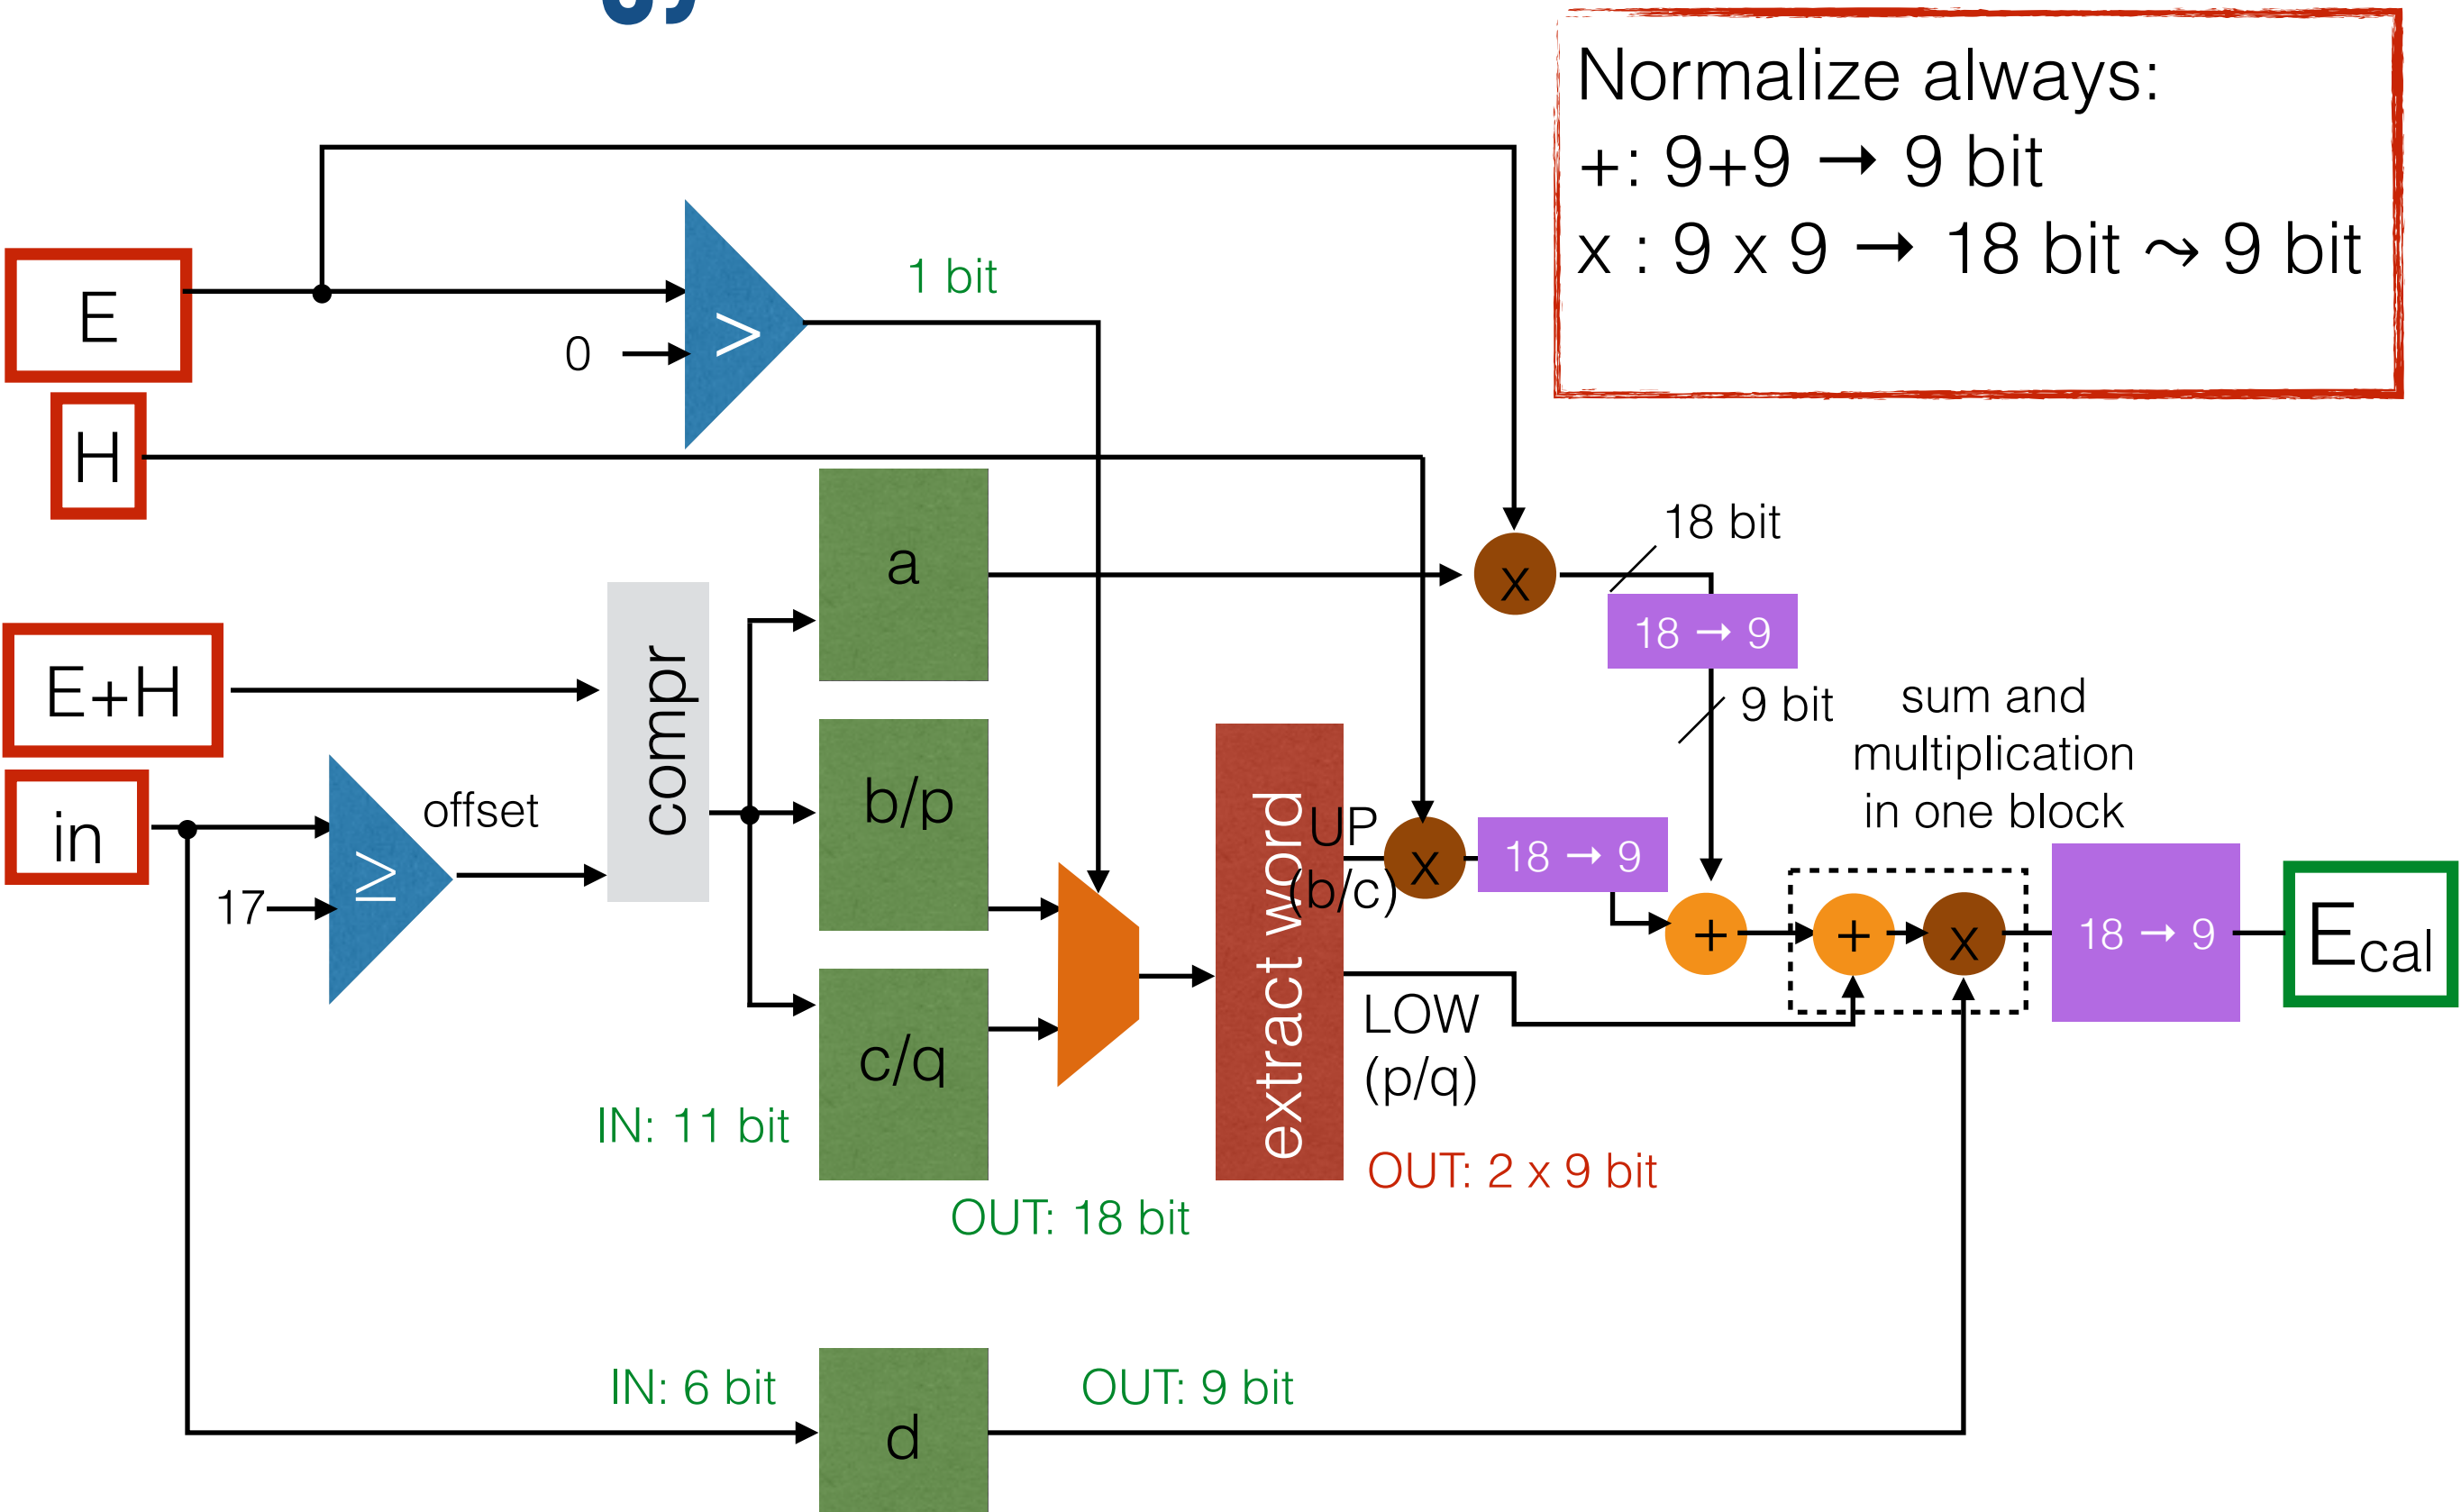 Normalize always:
+: 9+9 → 9 bit
x : 9 x 9 → 18 bit ⤳ 9 bit
E
0
>
1 bit
H
a
x
18 bit
18 → 9
9 bit
E+H
compr
in
17
≥
offset
b/p
c/q
IN: 11 bit
OUT: 18 bit
extract word
UP
(b/c)
x
18 → 9
LOW
(p/q)
OUT: 2 x 9 bit
sum and
multiplication
in one block
+
+
x
18 → 9
Ecal
IN: 6 bit
d
OUT: 9 bit